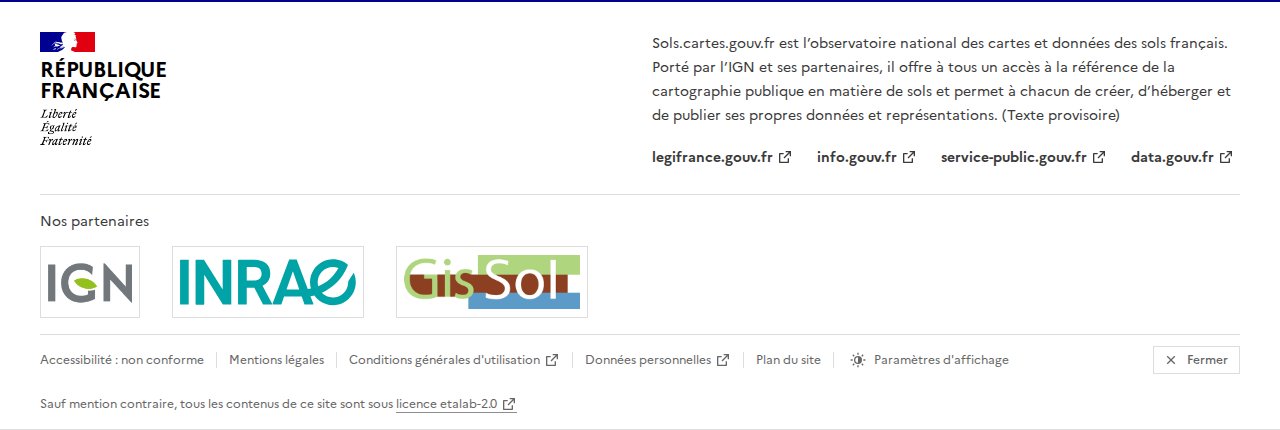 RÉPUBLIQUE
FRANÇAISE
Liberté
Égalité
Fraternité
Sols.cartes.gouv.fr est l’observatoire national des cartes et données des sols français.
Porté par l’IGN et ses partenaires, il offre à tous un accès à la référence de la
cartographie publique en matière de sols et permet à chacun de créer, d’héberger et
de publier ses propres données et représentations. (Texte provisoire)
legifrance.gouv.fr info.gouv.fr service-public.gouv.fr data.gouv.fr
Nos partenaires
IGN INRAE GisSol
Accessibilité : non conforme Mentions légales Conditions générales d'utilisation Données personnelles Plan du site Paramètres d'affichage Fermer
Sauf mention contraire, tous les contenus de ce site sont sous licence etalab-2.0